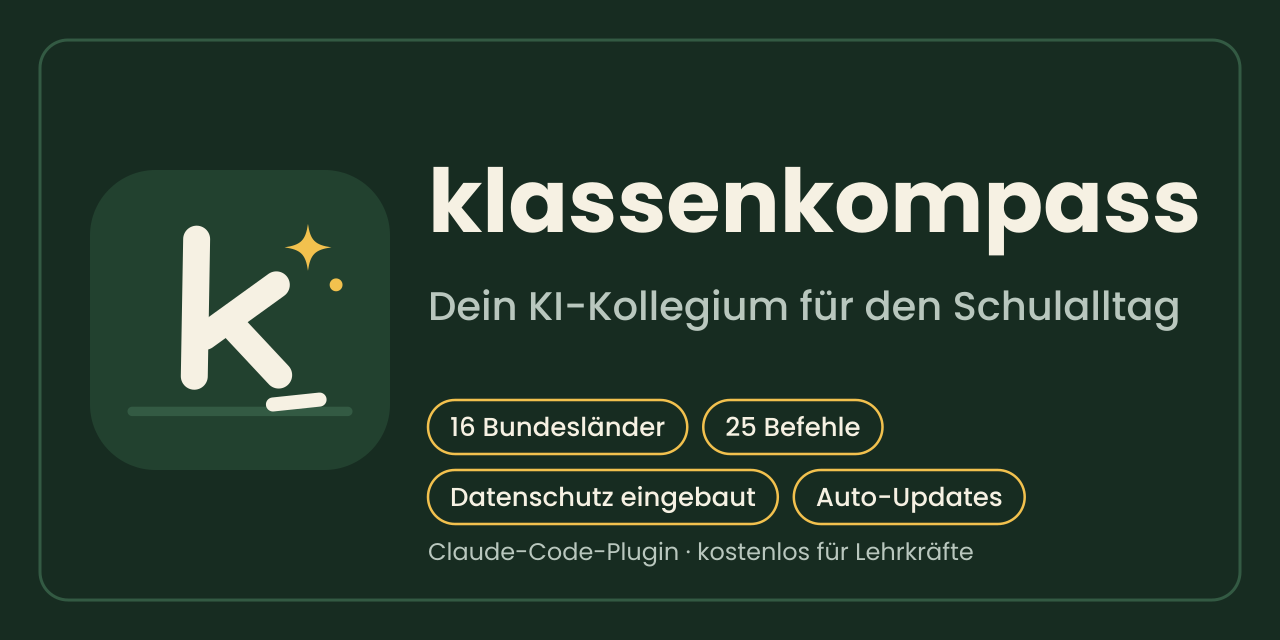 k
klassenkompass
Dein KI-Kollegium für den Schulalltag
16 Bundesländer
25 Befehle
Datenschutz eingebaut
Auto-Updates
Claude-Code-Plugin · kostenlos für Lehrkräfte